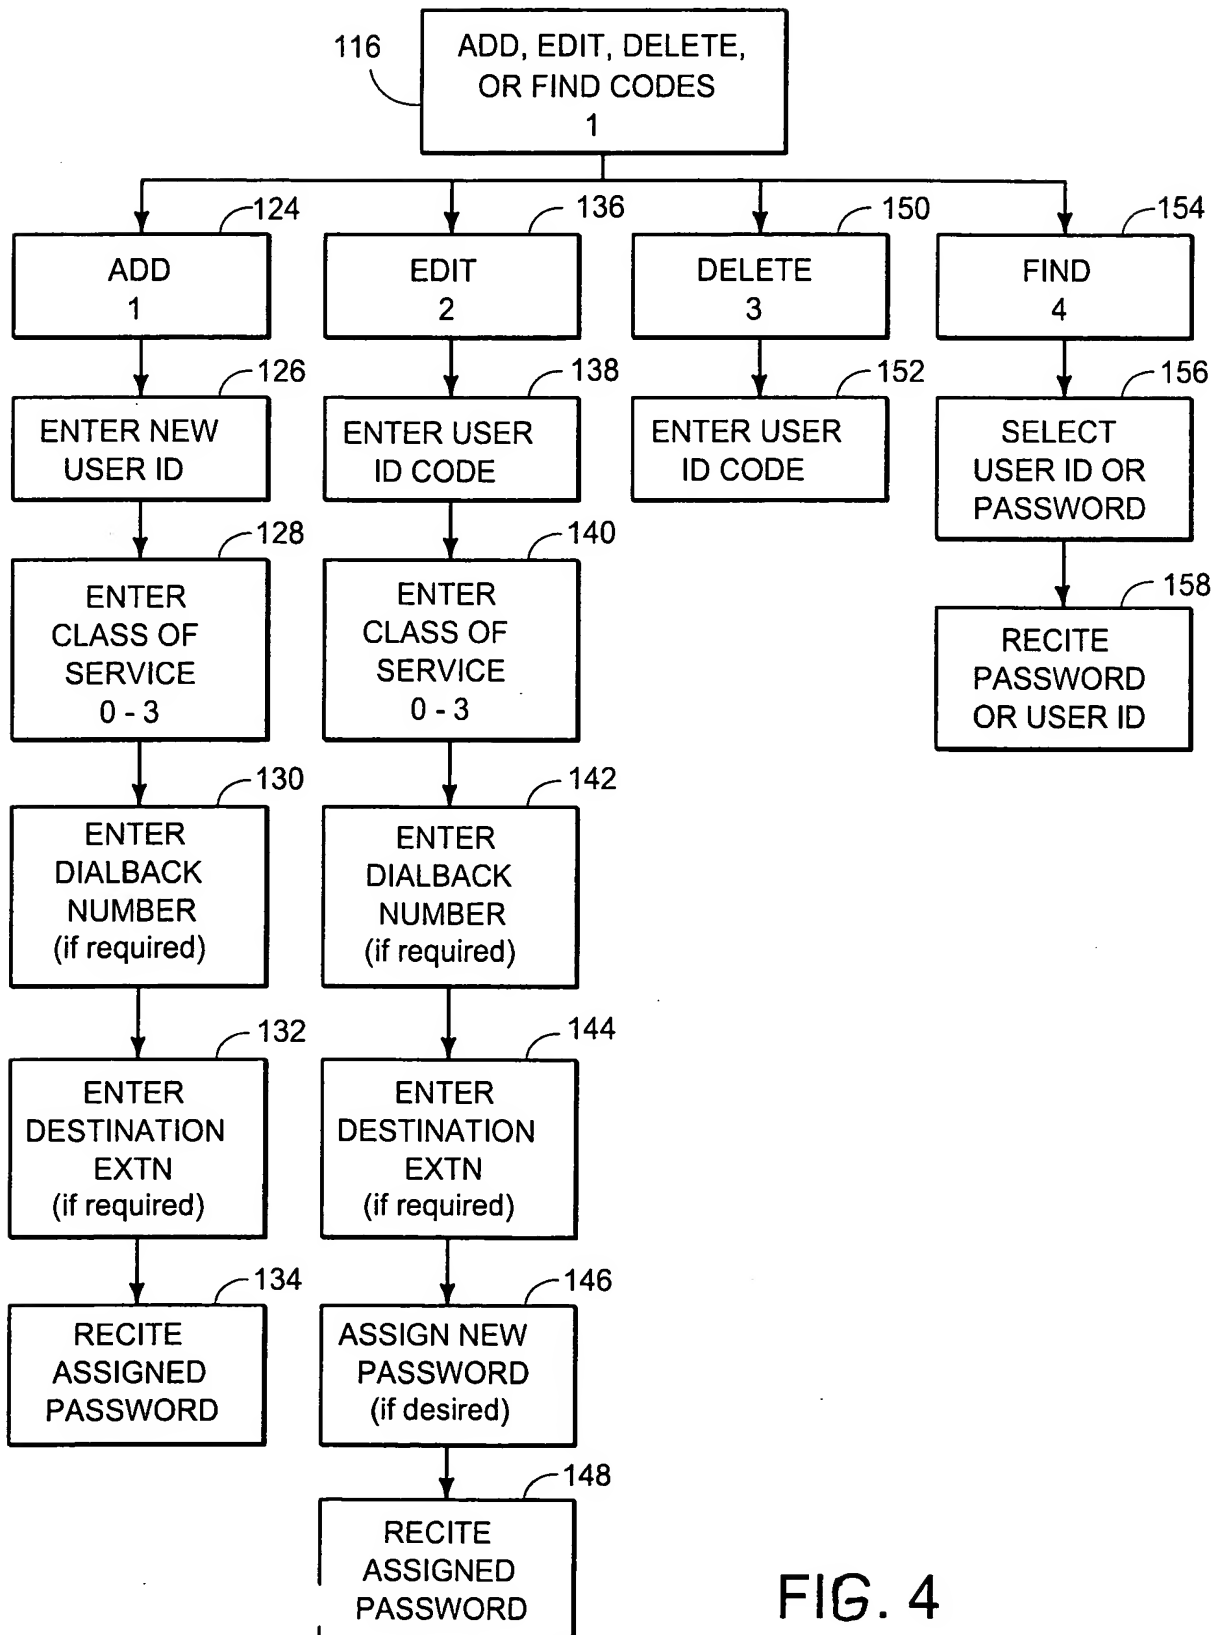 116
ADD, EDIT, DELETE,
OR FIND CODES
1
124
ADD
1
126
ENTER NEW
USER ID
128
ENTER
CLASS OF
SERVICE
0 - 3
130
ENTER
DIALBACK
NUMBER
(if required)
132
ENTER
DESTINATION
EXTN
(if required)
134
RECITE
ASSIGNED
PASSWORD
136
EDIT
2
138
ENTER USER
ID CODE
140
ENTER
CLASS OF
SERVICE
0 - 3
142
ENTER
DIALBACK
NUMBER
(if required)
144
ENTER
DESTINATION
EXTN
(if required)
146
ASSIGN NEW
PASSWORD
(if desired)
148
RECITE
ASSIGNED
PASSWORD
150
DELETE
3
152
ENTER USER
ID CODE
154
FIND
4
156
SELECT
USER ID OR
PASSWORD
158
RECITE
PASSWORD
OR USER ID
FIG. 4